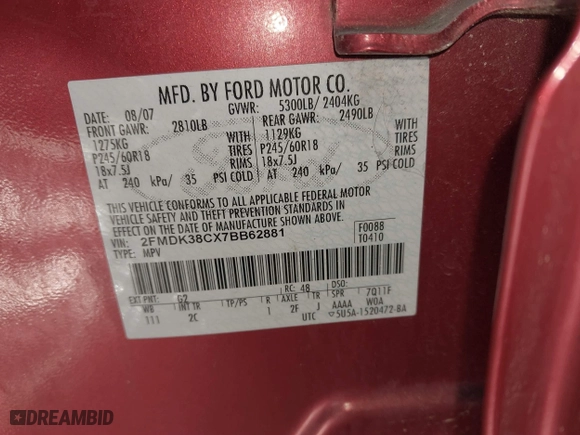 MFD. BY FORD MOTOR CO.
DATE: 08/07 GVWR: 5300LB/ 2404KG
FRONT GAWR: 2810LB REAR GAWR: 2490LB
1275KG WITH 1129KG WITH
P245/60R18 TIRES P245/60R18 TIRES
18x7.5J RIMS 18x7.5J RIMS
AT 240 kPa/ 35 PSI COLD AT 240 kPa/ 35 PSI COLD
THIS VEHICLE CONFORMS TO ALL APPLICABLE FEDERAL MOTOR
VEHICLE SAFETY AND THEFT PREVENTION STANDARDS IN
EFFECT ON THE DATE OF MANUFACTURE SHOWN ABOVE.
VIN: 2FMDK38CX7BB62881 F0088
TYPE: MPV T0410
EXT PNT: G2 RC: 48 DSO:
WB INT TR TP/PS R AXLE TR SPR 7Q11F
111 2C 1 2F J AAAA W0A
UTC ▽5U5A-1520472-BA
DREAMBID